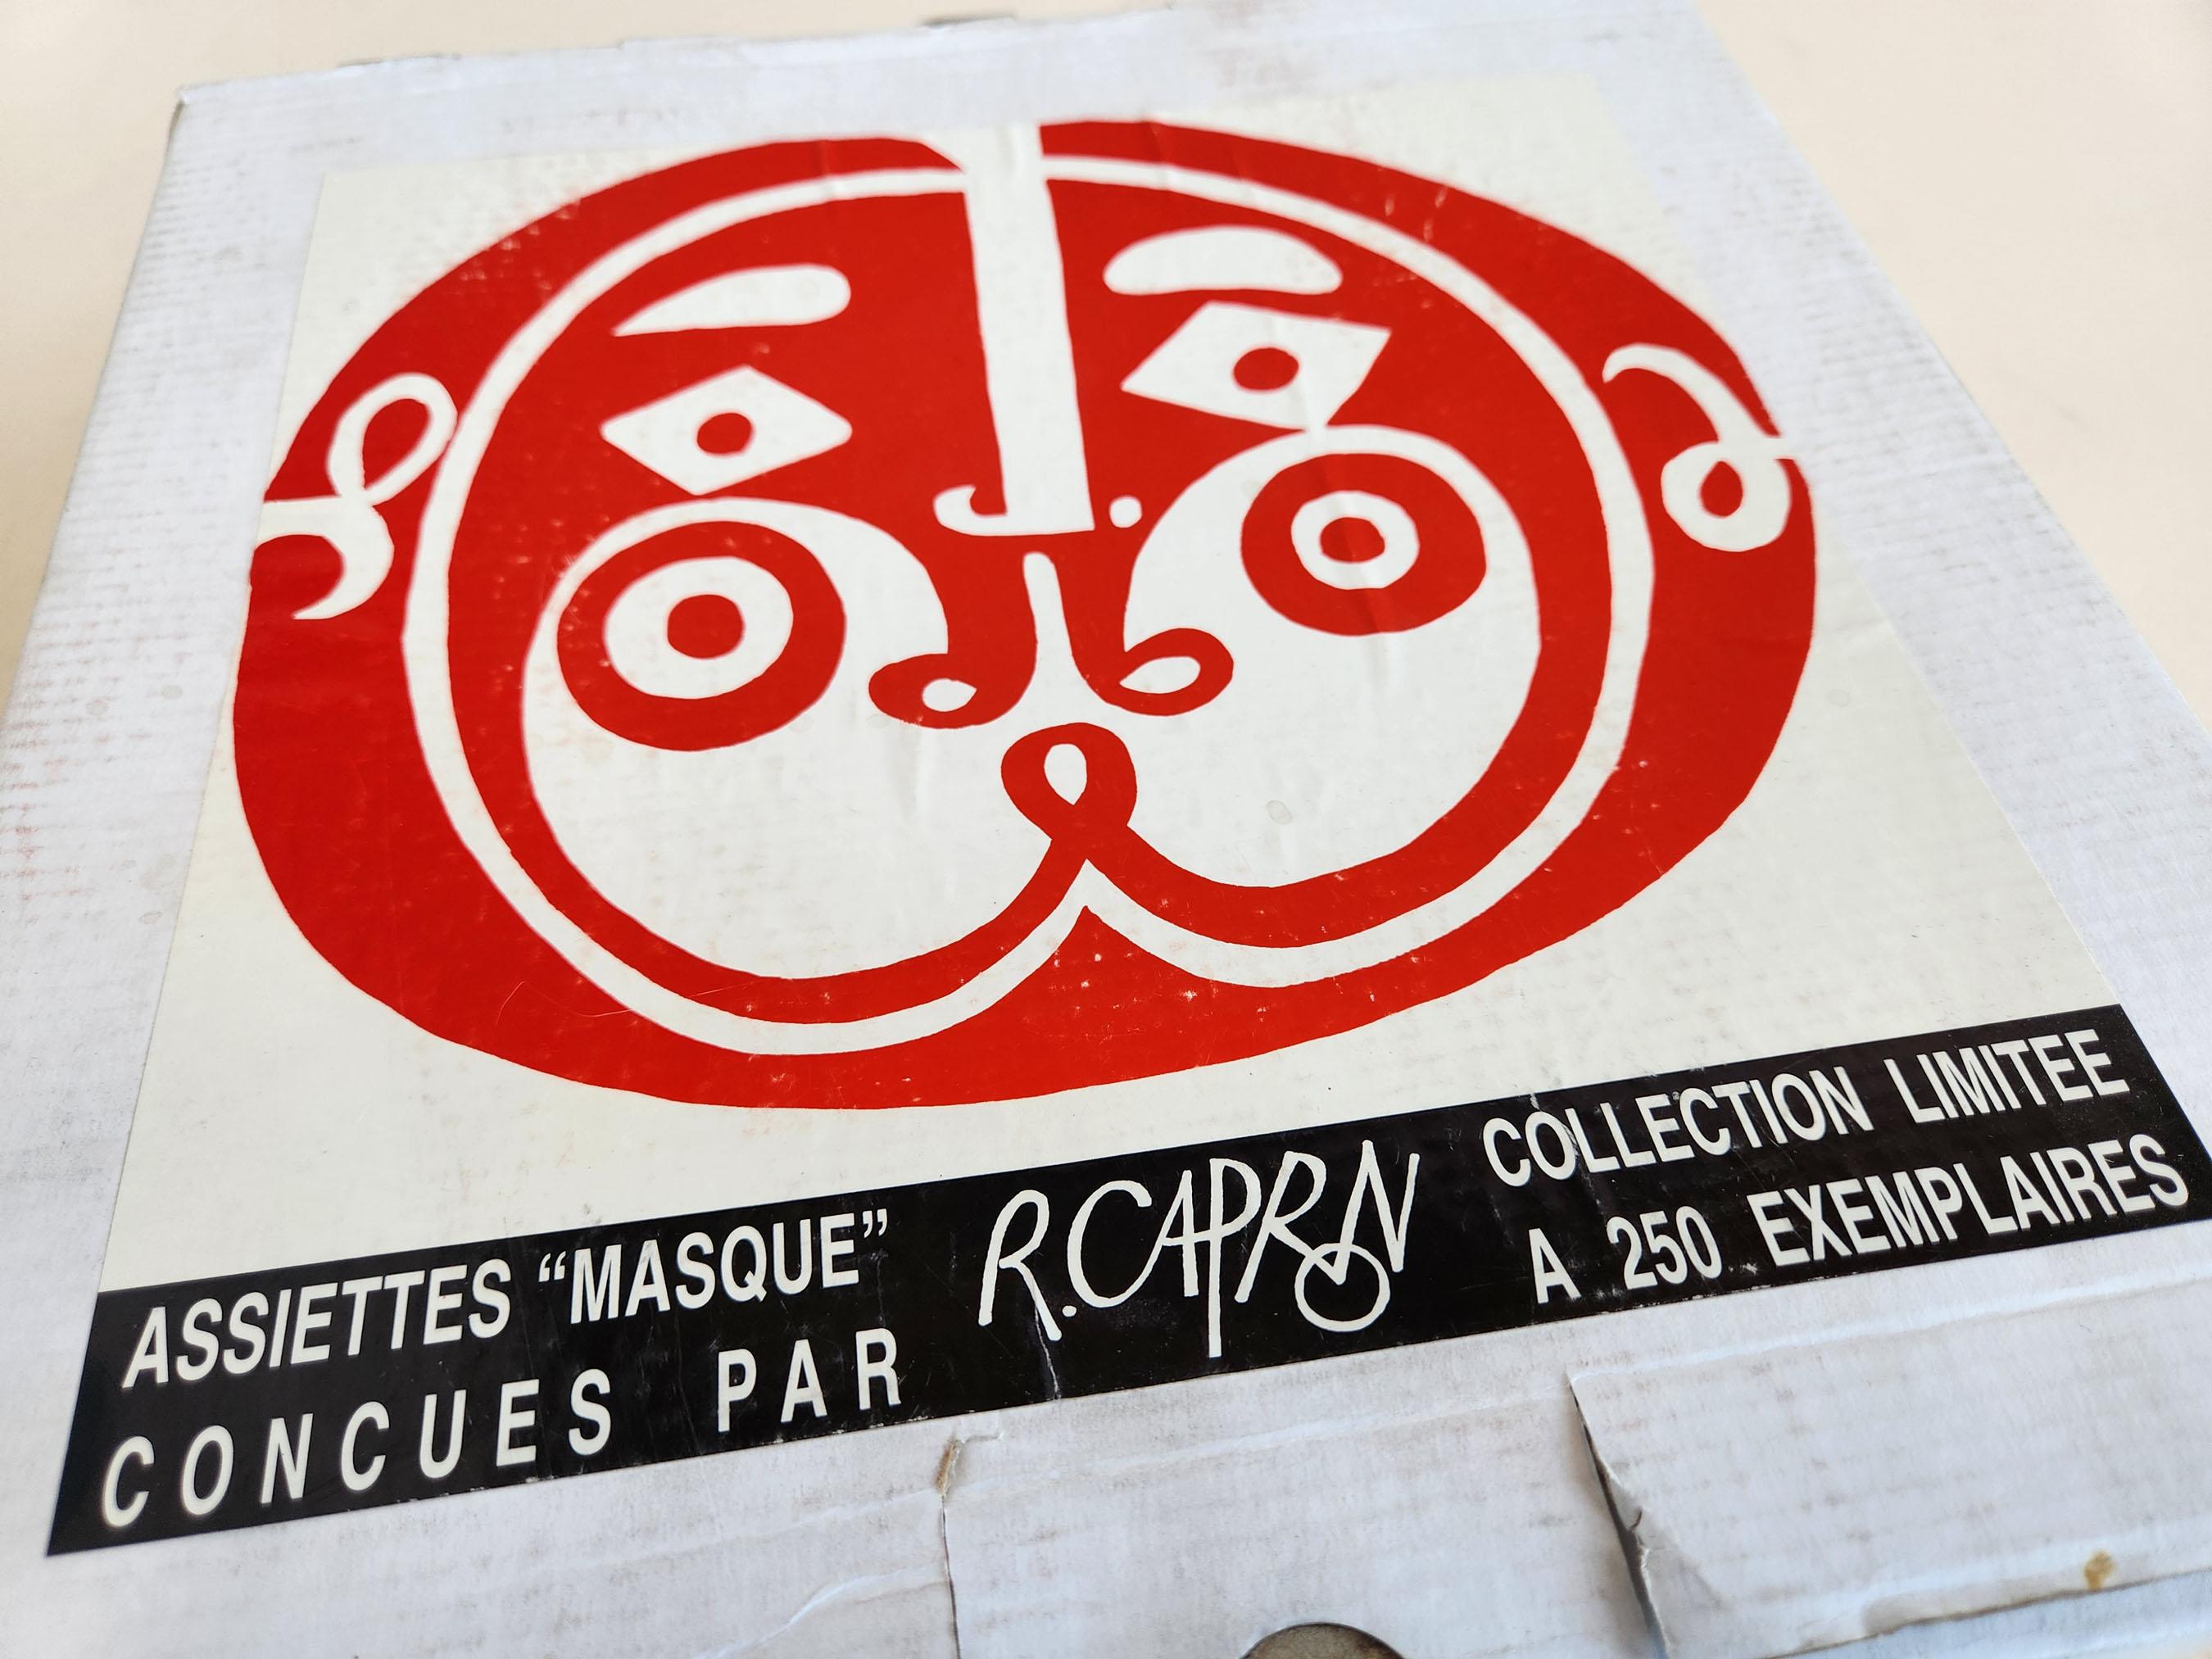 ASSIETTES “MASQUE”
CONCUES PAR
R.CAPRON
COLLECTION LIMITEE
A 250 EXEMPLAIRES